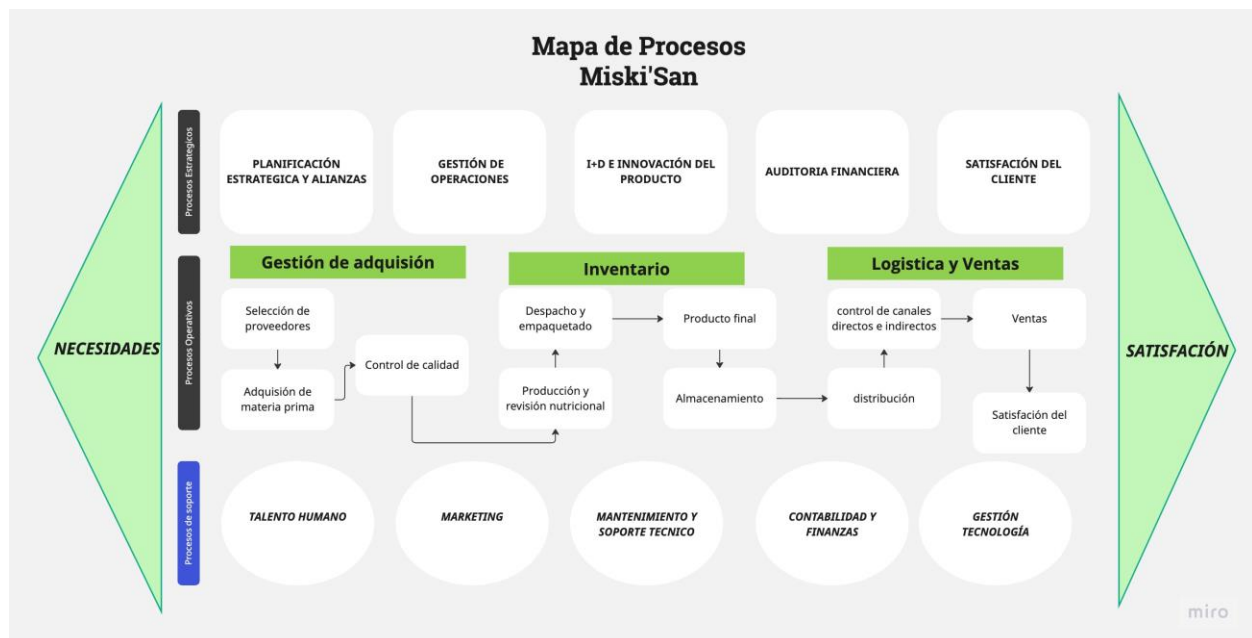 Mapa de Procesos
Miski'San
Procesos Estrategicos
PLANIFICACIÓN
ESTRATEGICA Y ALIANZAS
GESTIÓN DE
OPERACIONES
I+D E INNOVACIÓN DEL
PRODUCTO
AUDITORIA FINANCIERA
SATISFACIÓN DEL
CLIENTE
NECESIDADES
Procesos Operativos
Gestión de adquisión
Selección de
proveedores
Adquisión de
materia prima
Control de calidad
Inventario
Despacho y
empaquetado
Producto final
Producción y
revisión nutricional
Almacenamiento
Logistica y Ventas
control de canales
directos e indirectos
Ventas
distribución
Satisfación del
cliente
SATISFACIÓN
Procesos de soporte
TALENTO HUMANO
MARKETING
MANTENIMIENTO Y
SOPORTE TECNICO
CONTABILIDAD Y
FINANZAS
GESTIÓN
TECNOLOGÍA
miro